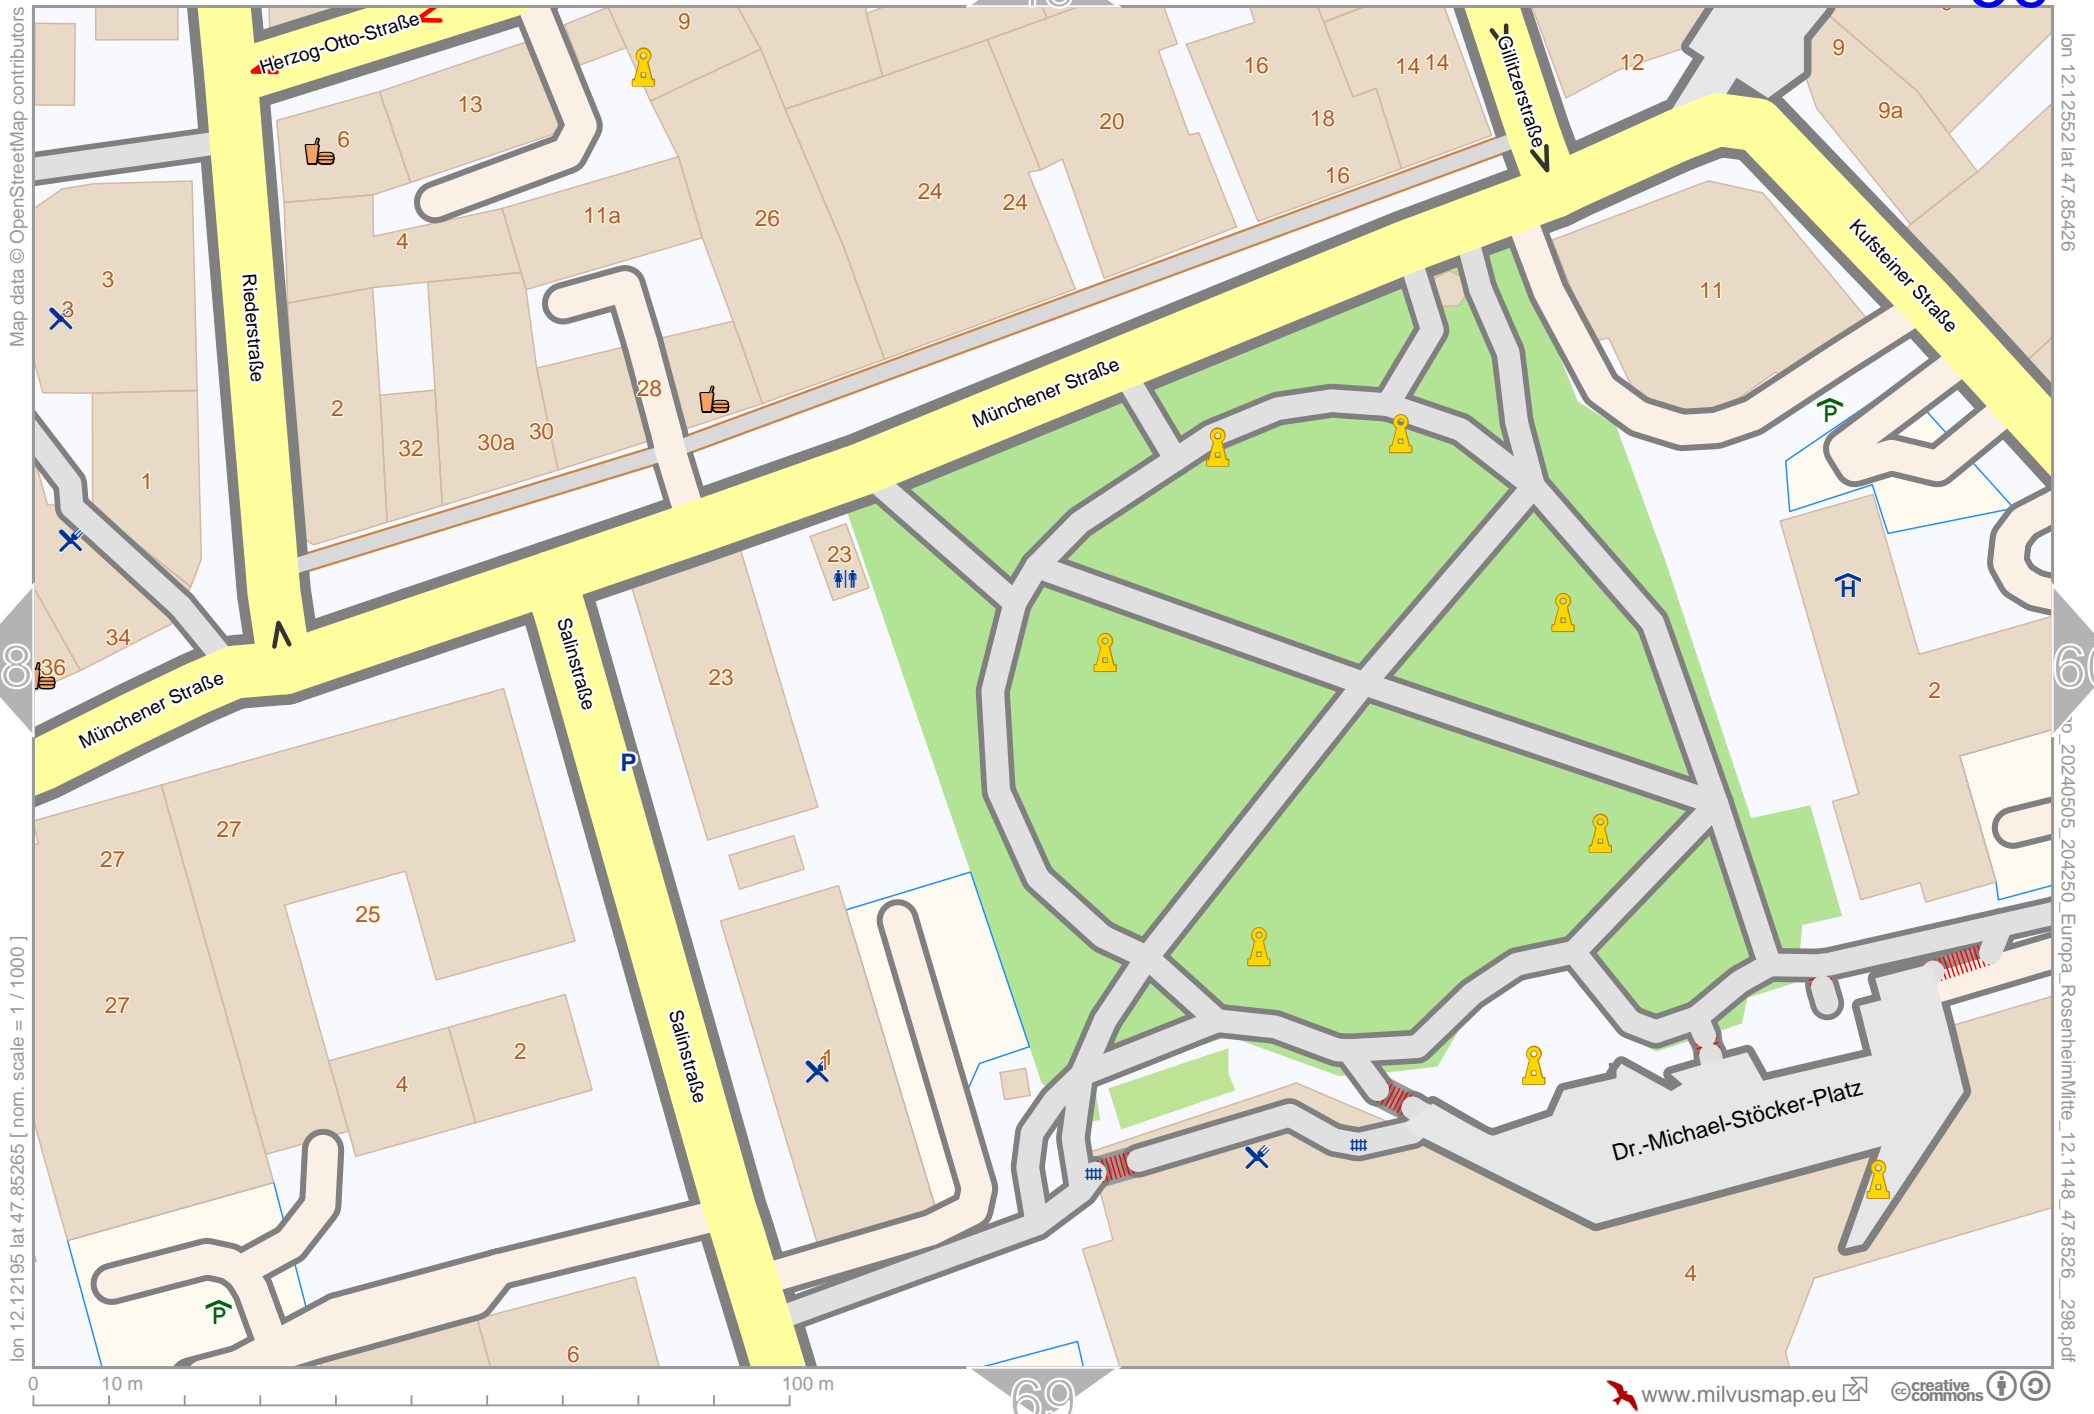 Map data © OpenStreetMap contributors
lon 12.12195 lat 47.85265 [ nom. scale = 1 / 1000 ]
lon 12.12552 lat 47.85426
Herzog-Otto-Straße
9
13
6
16
14
14
Gillitzerstraße
12
9
9a
20
18
16
24
24
26
11a
4
Riederstraße
3
3
Kufsteiner Straße
11
28
Münchener Straße
2
32
30a
30
P
1
23
H
34
36
8
Münchener Straße
Salinstraße
23
2
P
27
27
25
27
4
2
1
Salinstraße
Dr.-Michael-Stöcker-Platz
4
P
6
69
0
10 m
100 m
www.milvusmap.eu
cc creative commons